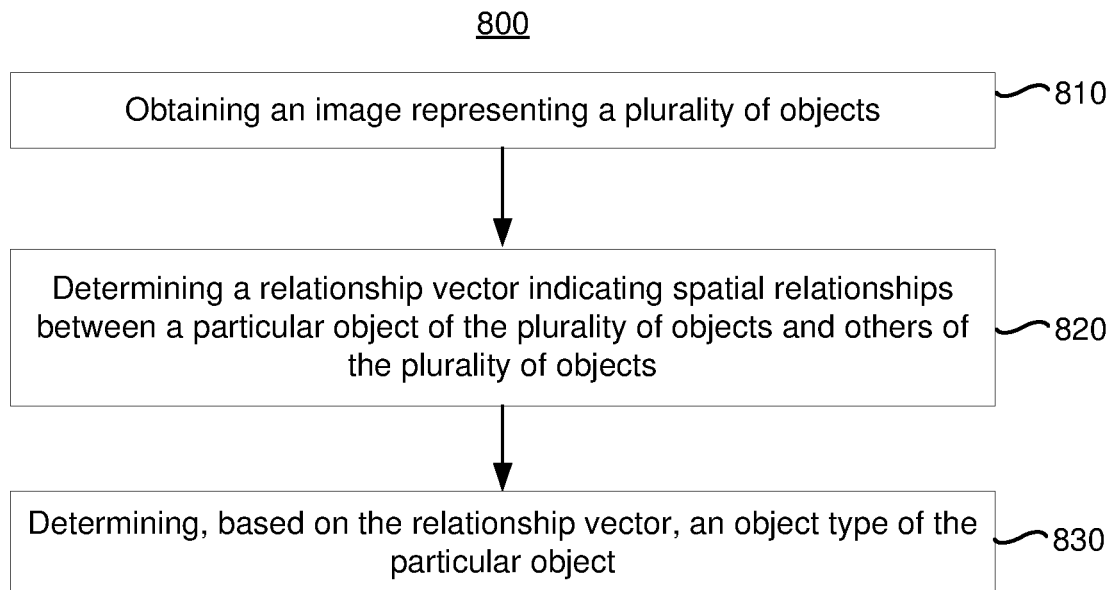 800
Obtaining an image representing a plurality of objects
810
Determining a relationship vector indicating spatial relationships
between a particular object of the plurality of objects and others of
the plurality of objects
820
Determining, based on the relationship vector, an object type of the
particular object
830